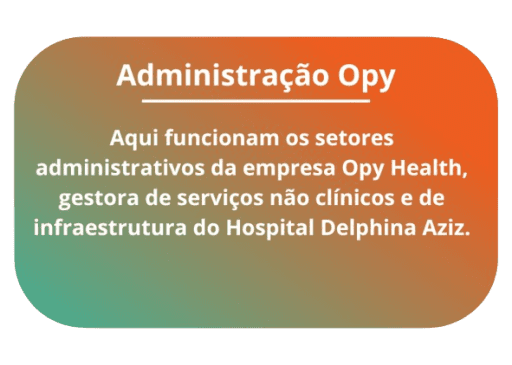 Administração Opy
Aqui funcionam os setores
administrativos da empresa Opy Health,
gestora de serviços não clínicos e de
infraestrutura do Hospital Delphina Aziz.